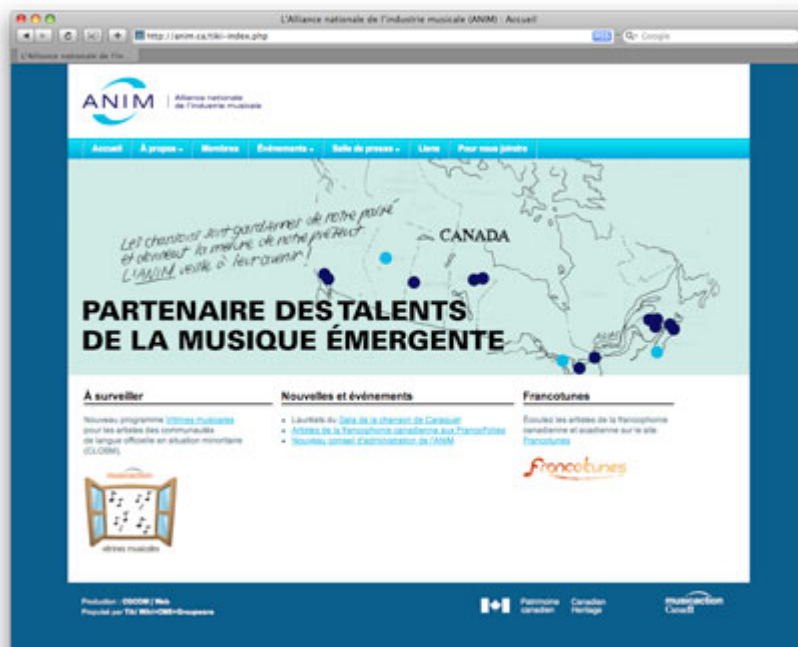 L'Alliance nationale de l'industrie musicale (ANIM) : Accueil
http://anim.ca/tiki-index.php
RSS
Google
L'Alliance nationale de l'in...
ANIM
Alliance nationale
de l'industrie musicale
Accueil À propos Membres Événements Salle de presse Liens Pour nous joindre
Les chansons sont gardiennes de notre passé
et donnent la mesure de notre présent.
L'ANIM veille à leur avenir !
CANADA
PARTENAIRE DES TALENTS
DE LA MUSIQUE ÉMERGENTE
À surveiller
Nouveau programme Vitrines musicales
pour les artistes des communautés
de langue officielle en situation minoritaire
(CLOSM).
musicaction
vitrines musicales
Nouvelles et événements
Lauréats du Gala de la chanson de Caraquet
Artistes de la francophonie canadienne aux FrancoFolies
Nouveau conseil d'administration de l'ANIM
Francotunes
Écoutez les artistes de la francophonie
canadienne et acadienne sur le site
Francotunes
Francotunes
Production : OSCOM | Web
Propulsé par Tiki Wiki+CMS+Groupware
Patrimoine canadien
Canadian Heritage
musicaction
Canada